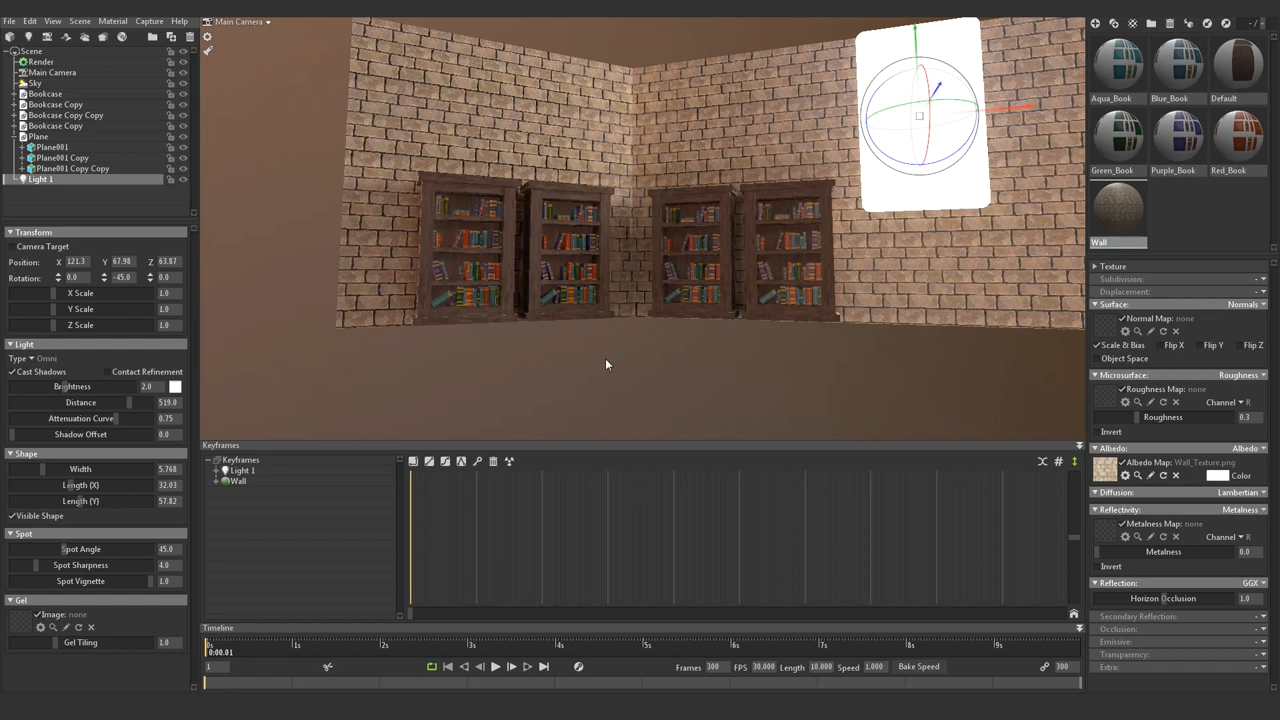 File Edit View Scene Material Capture Help
Scene
Render
Main Camera
Sky
Bookcase
Bookcase Copy
Bookcase Copy Copy
Bookcase Copy
Plane
Plane001
Plane001 Copy
Plane001 Copy Copy
Light 1
Transform
Camera Target
Position: X 121.3 Y 67.98 Z 63.87
Rotation: 0.0 -45.0 0.0
X Scale 1.0
Y Scale 1.0
Z Scale 1.0
Light
Type Omni
Cast Shadows Contact Refinement
Brightness 2.0
Distance 519.0
Attenuation Curve 0.75
Shadow Offset 0.0
Shape
Width 5.768
Length (X) 32.03
Length (Y) 57.82
Visible Shape
Spot
Spot Angle 45.0
Spot Sharpness 4.0
Spot Vignette 1.0
Gel
Image: none
Gel Tiling 1.0
Main Camera
Keyframes
Keyframes
Light 1
Wall
Timeline
0s 1s 2s 3s 4s 5s 6s 7s 8s 9s
0:00.01
1 Frames 300 FPS 30.000 Length 10.000 Speed 1.000 Bake Speed 300
- /
Aqua_Book Blue_Book Default
Green_Book Purple_Book Red_Book
Wall
Texture
Subdivision:
Displacement:
Surface: Normals
Normal Map: none
Scale & Bias Flip X Flip Y Flip Z
Object Space
Microsurface: Roughness
Roughness Map: none
Channel R
Roughness 0.3
Invert
Albedo: Albedo
Albedo Map: Wall_Texture.png
Color
Diffusion: Lambertian
Reflectivity: Metalness
Metalness Map: none
Channel R
Metalness 0.0
Invert
Reflection: GGX
Horizon Occlusion 1.0
Secondary Reflection:
Occlusion:
Emissive:
Transparency:
Extra: